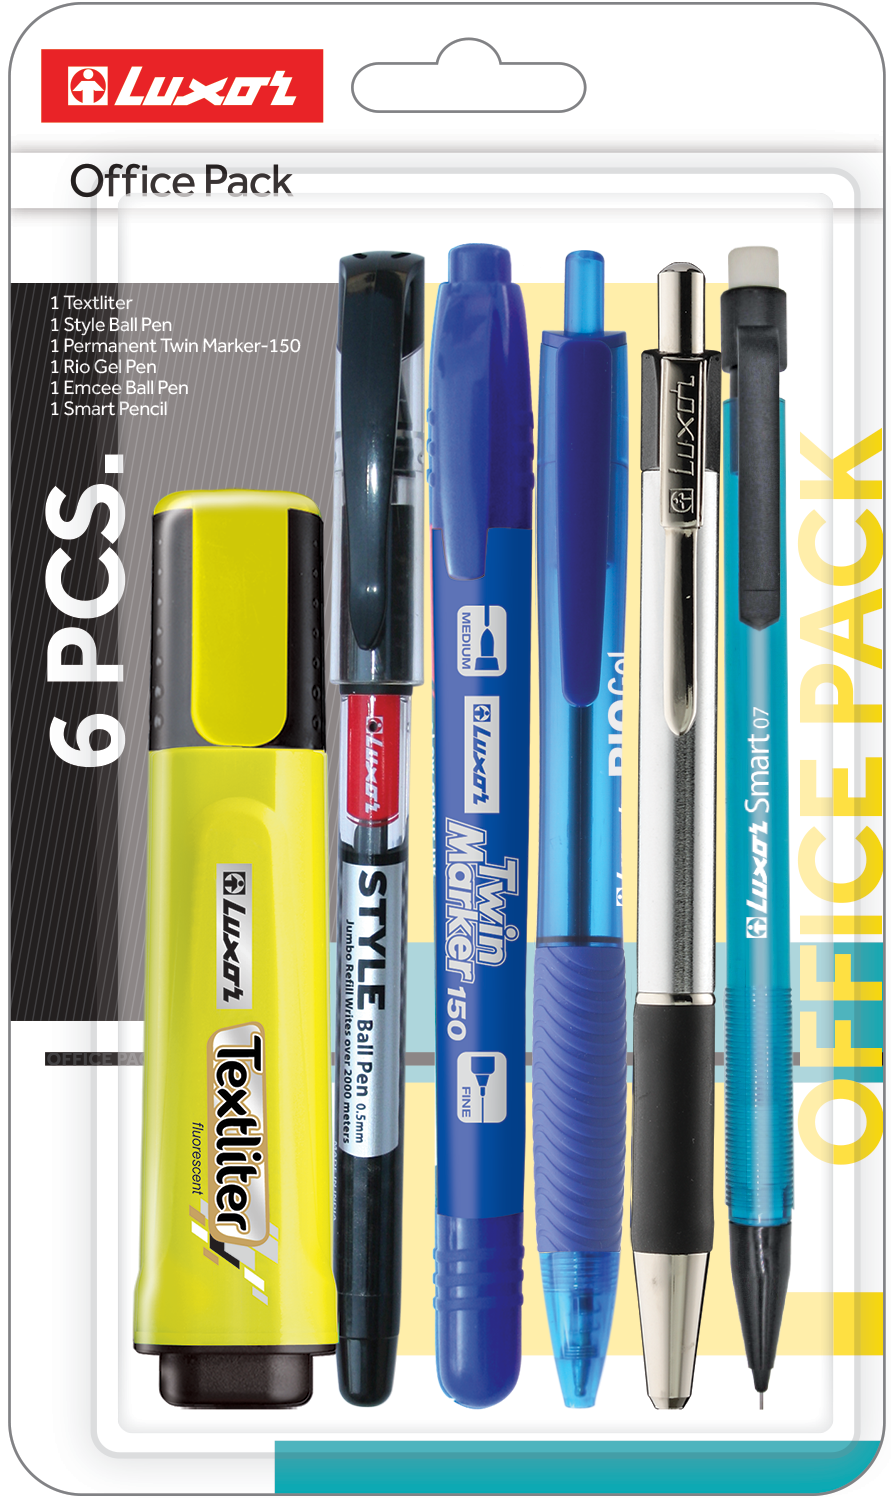 Luxor
Office Pack
1 Textliter
1 Style Ball Pen
1 Permanent Twin Marker-150
1 Rio Gel Pen
1 Emcee Ball Pen
1 Smart Pencil
6 PCS.
Luxor
Textliter
fluorescent
Luxor
STYLE Ball Pen 0.5mm
Jumbo Refill Writes over 2000 meters
MEDIUM
Luxor
Twin
Marker 150
FINE
Luxor
Luxor Smart 07
OFFICE PACK